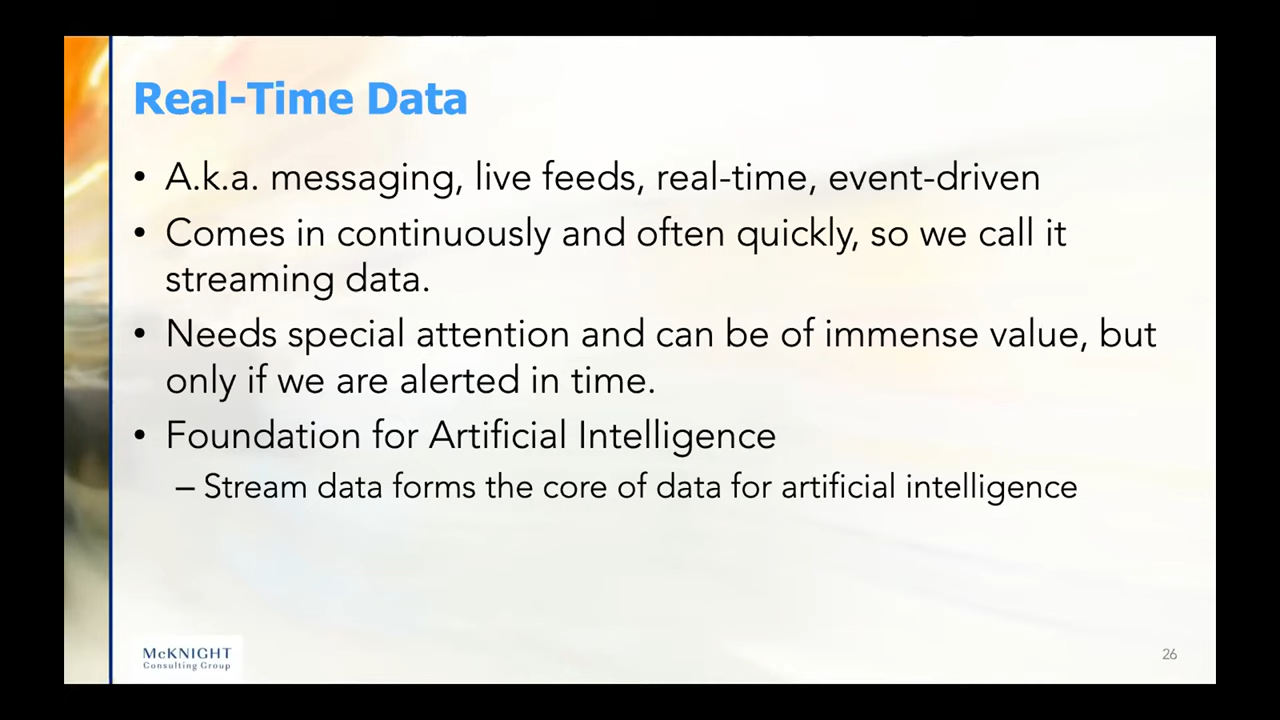 Real-Time Data
• A.k.a. messaging, live feeds, real-time, event-driven
• Comes in continuously and often quickly, so we call it
streaming data.
• Needs special attention and can be of immense value, but
only if we are alerted in time.
• Foundation for Artificial Intelligence
– Stream data forms the core of data for artificial intelligence
McKNIGHT
Consulting Group
26